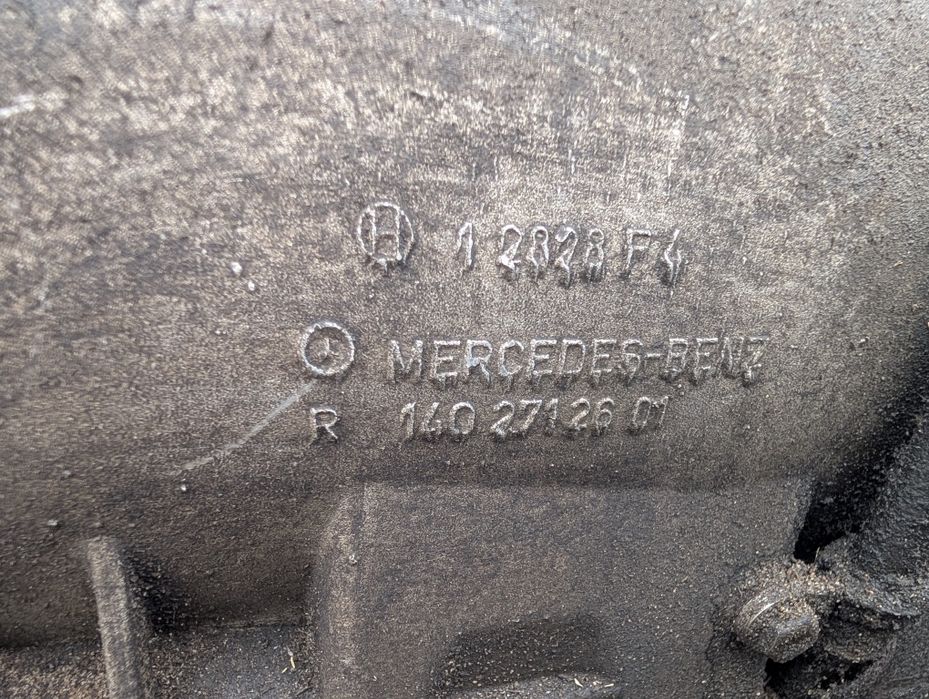 H 1 2828 F4
MERCEDES-BENZ
R 140 271 26 01